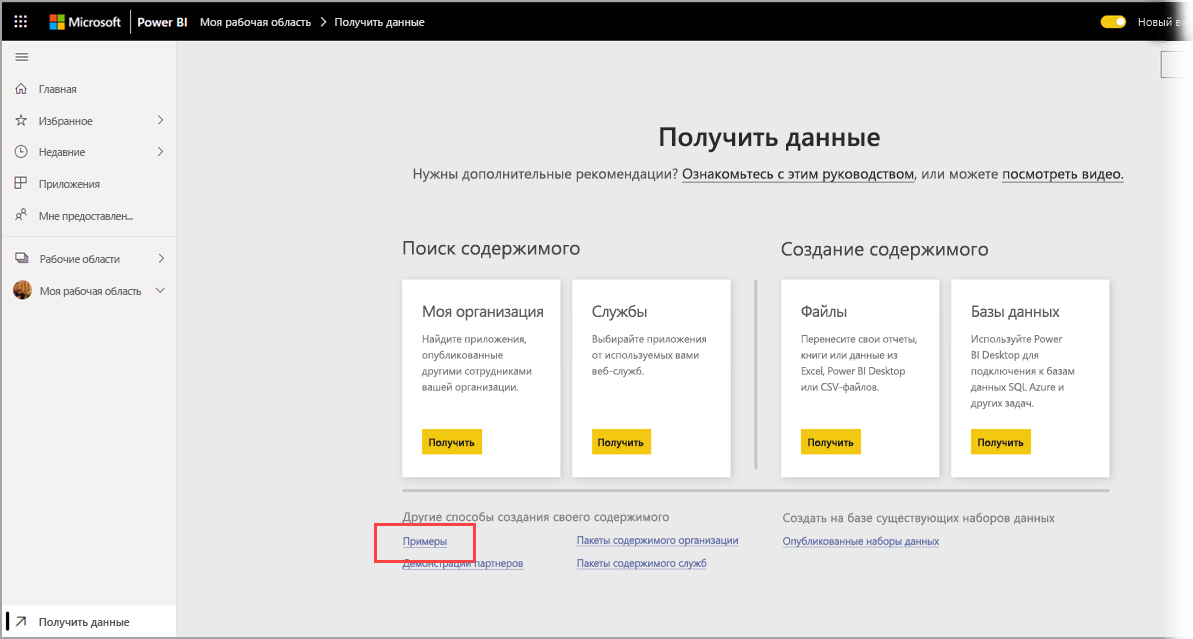 Microsoft Power BI Моя рабочая область > Получить данные Новый
Главная
Избранное
Недавние
Приложения
Мне предоставлен...
Рабочие области
Моя рабочая область
Получить данные
Получить данные
Нужны дополнительные рекомендации? Ознакомьтесь с этим руководством, или можете посмотреть видео.
Поиск содержимого
Моя организация
Найдите приложения,
опубликованные
другими сотрудниками
вашей организации.
Получить
Службы
Выбирайте приложения
от используемых вами
веб-служб.
Получить
Создание содержимого
Файлы
Перенесите свои отчеты,
книги или данные из
Excel, Power BI Desktop
или CSV-файлов.
Получить
Базы данных
Используйте Power
BI Desktop для
подключения к базам
данных SQL Azure и
других задач.
Получить
Другие способы создания своего содержимого
Примеры
Демонстрации партнеров
Пакеты содержимого организации
Пакеты содержимого служб
Создать на базе существующих наборов данных
Опубликованные наборы данных